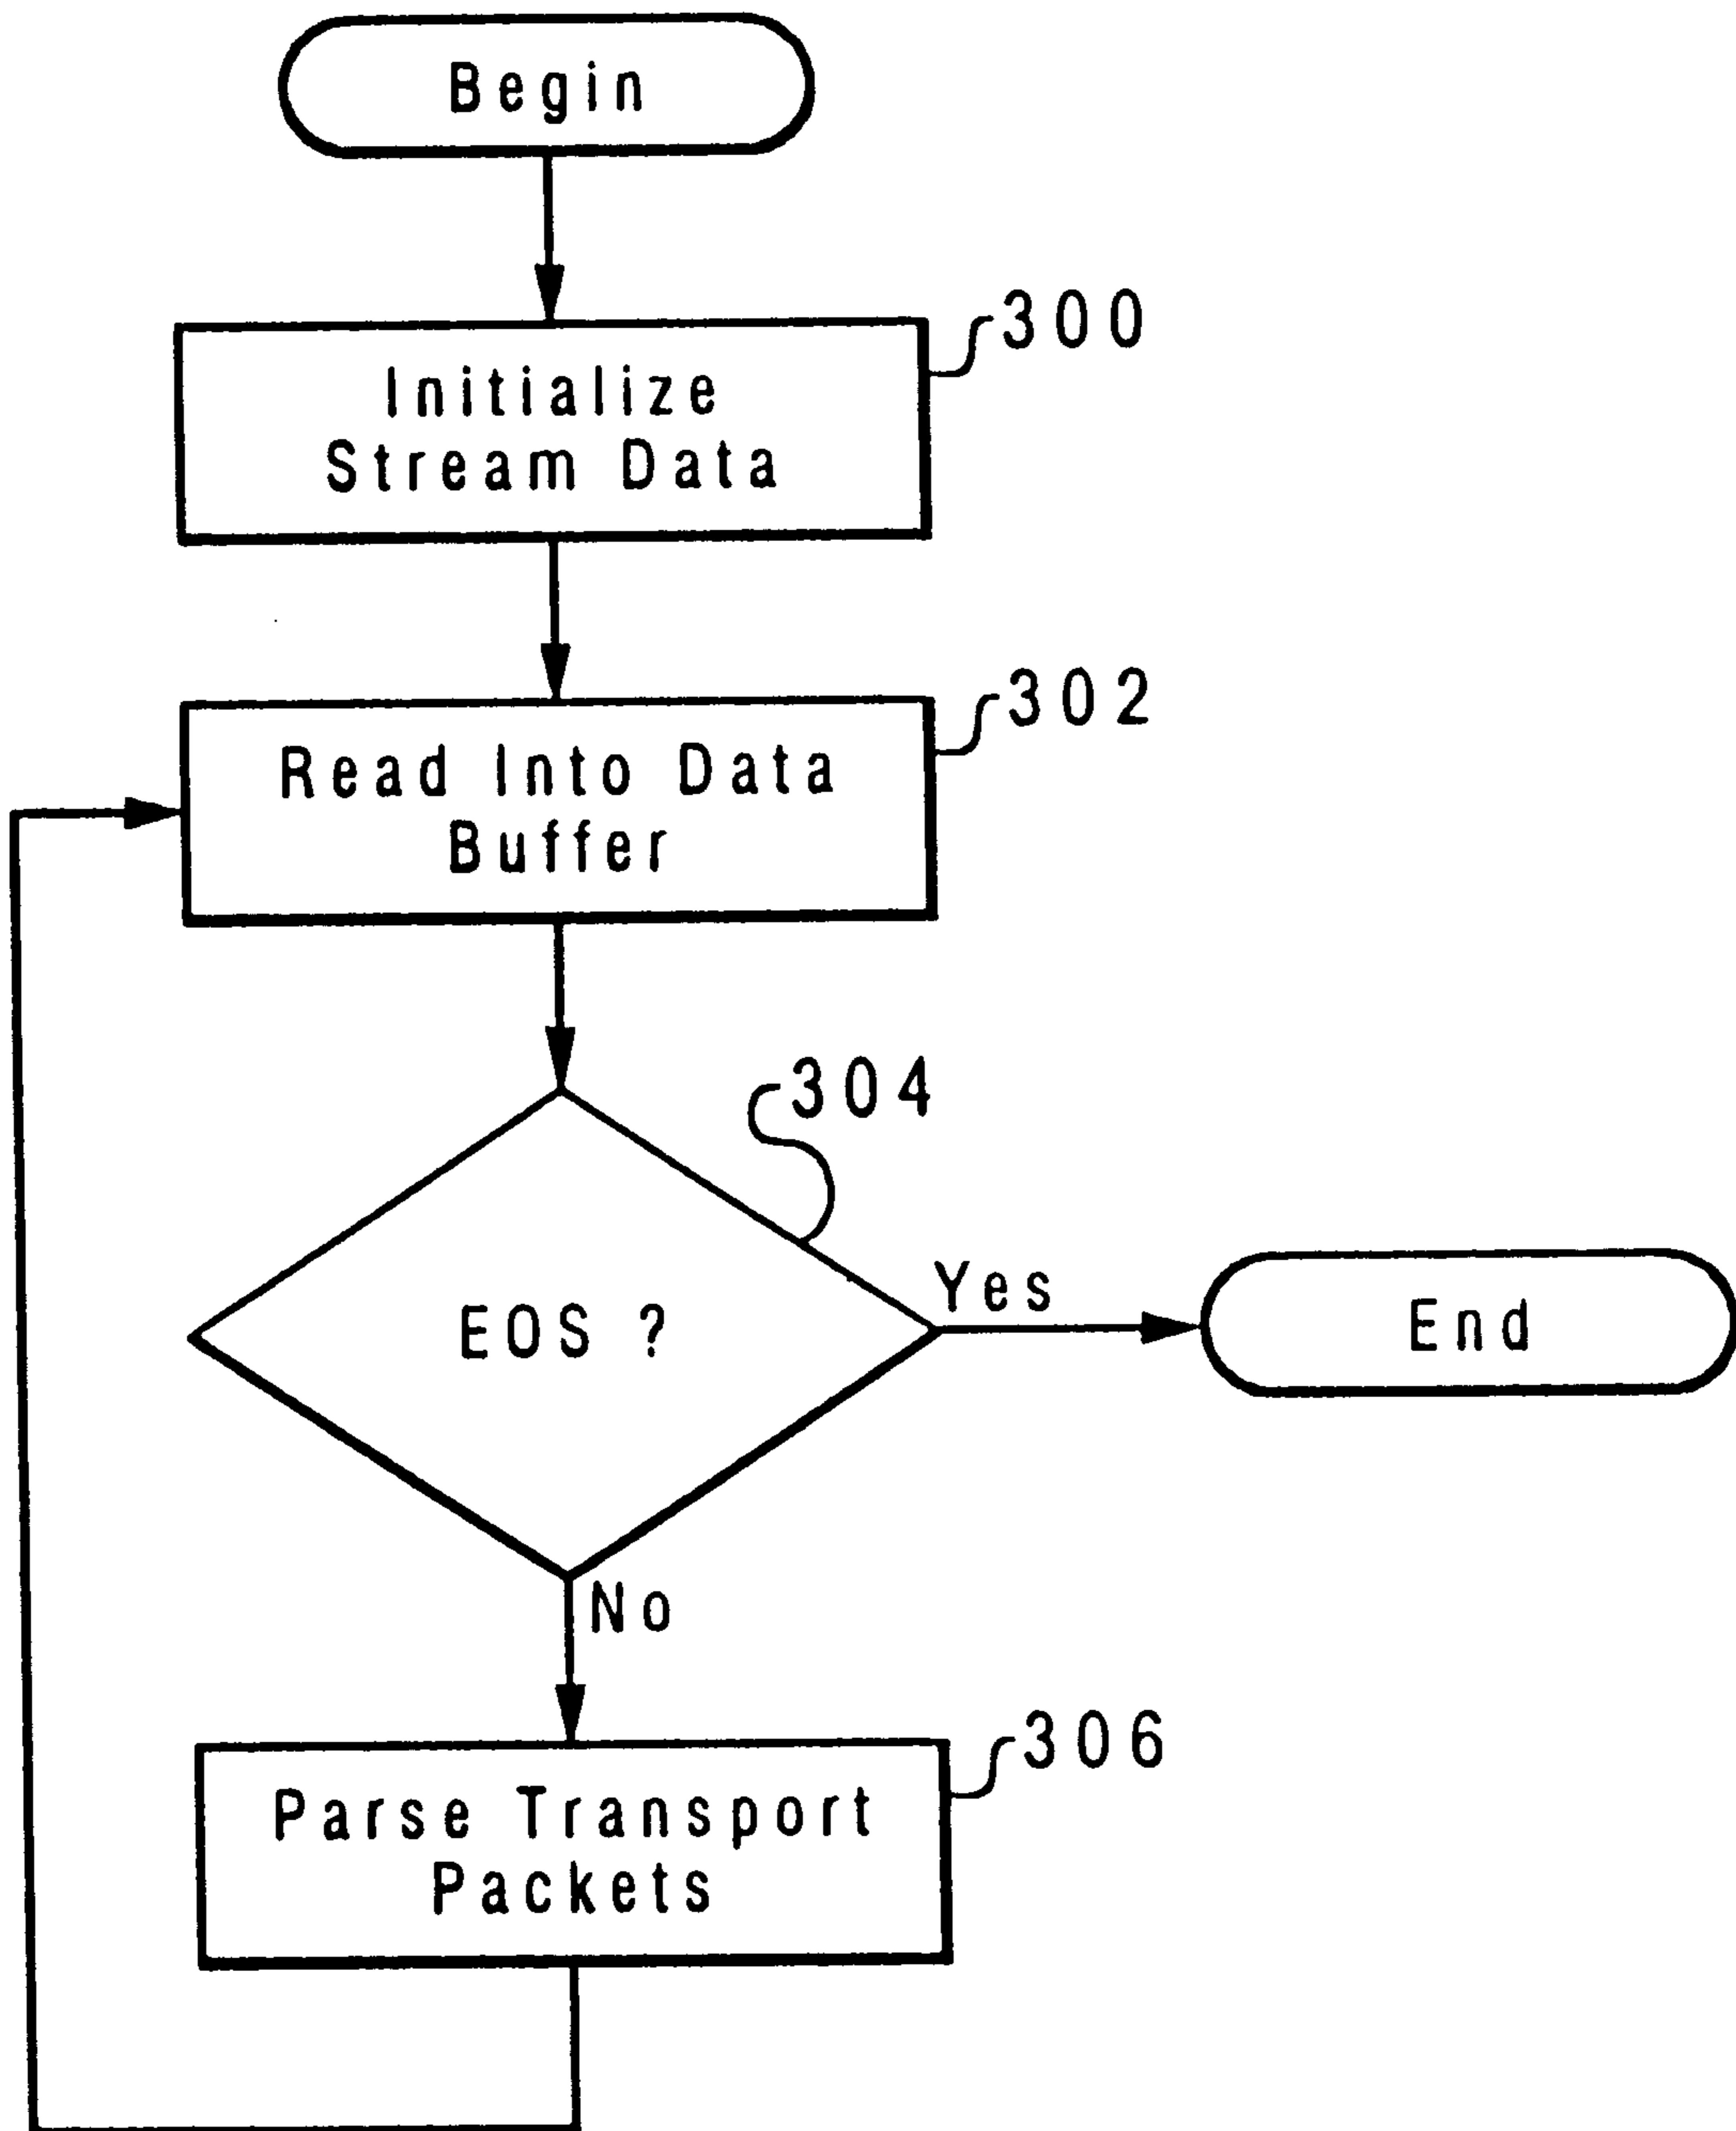 Begin
300
Initialize
Stream Data
302
Read Into Data
Buffer
304
EOS ?
Yes
End
No
306
Parse Transport
Packets